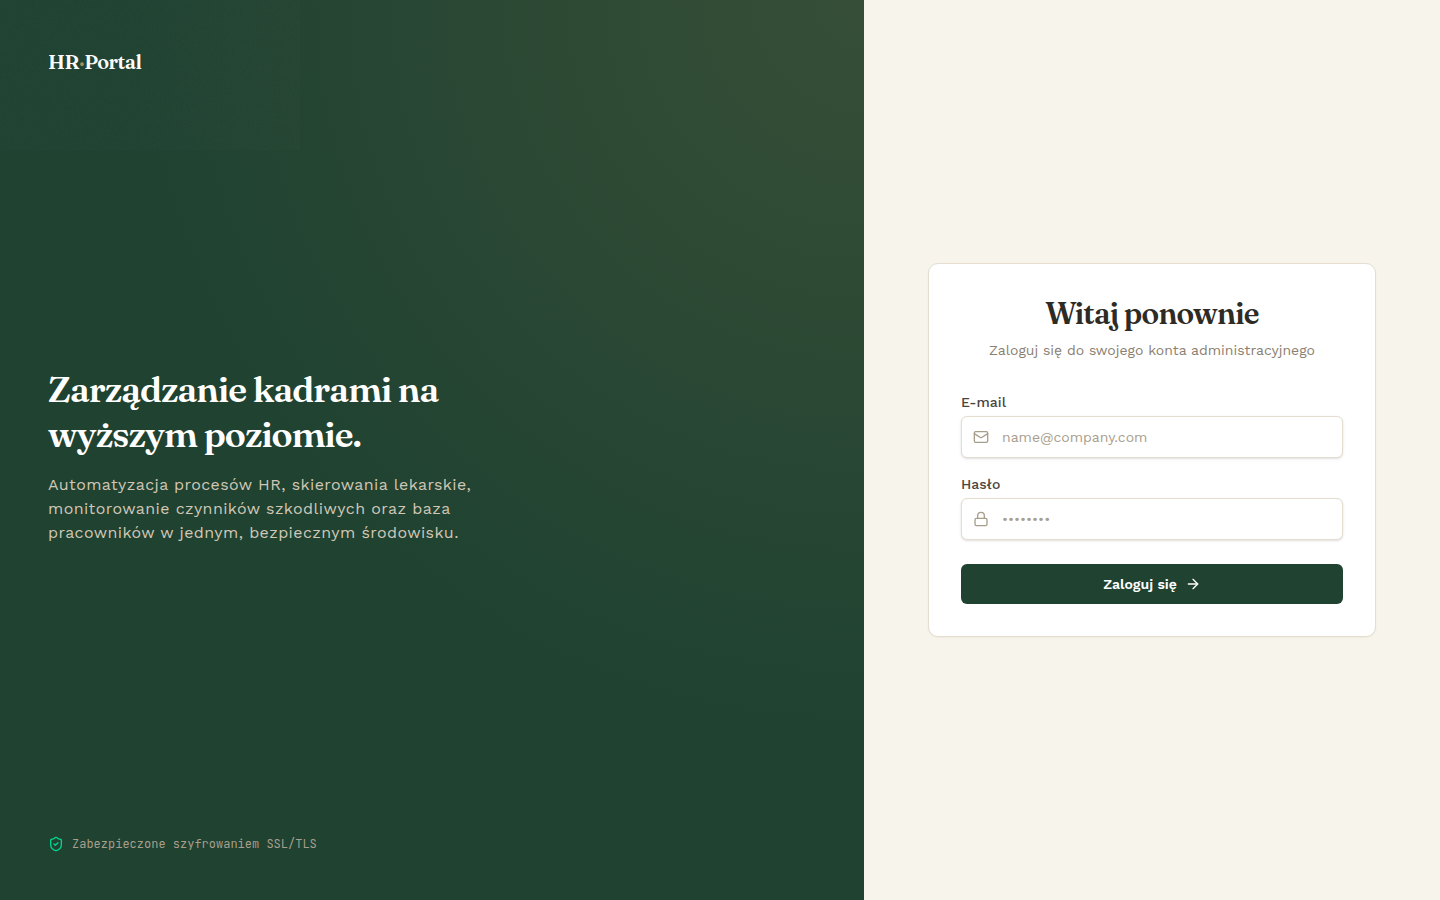 HR·Portal
Zarządzanie kadrami na
wyższym poziomie.
Automatyzacja procesów HR, skierowania lekarskie,
monitorowanie czynników szkodliwych oraz baza
pracowników w jednym, bezpiecznym środowisku.
Zabezpieczone szyfrowaniem SSL/TLS
Witaj ponownie
Zaloguj się do swojego konta administracyjnego
E-mail
name@company.com
Hasło
••••••••
Zaloguj się →